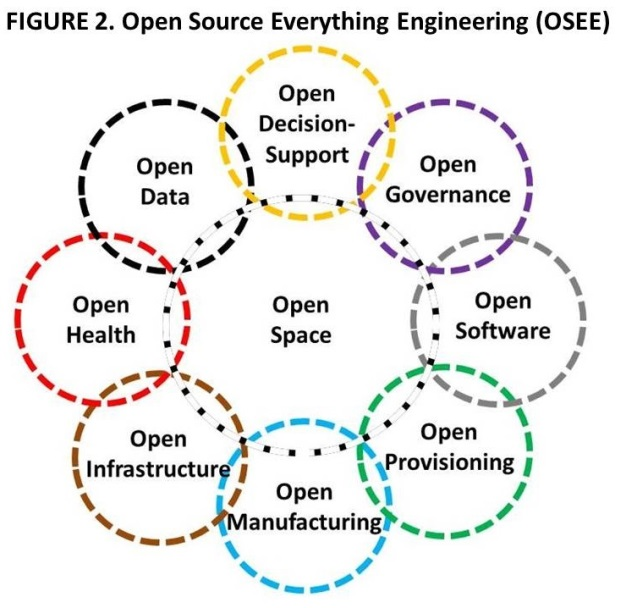 FIGURE 2. Open Source Everything Engineering (OSEE)
Open
Decision-
Support
Open
Data
Open
Governance
Open
Health
Open
Space
Open
Software
Open
Infrastructure
Open
Provisioning
Open
Manufacturing